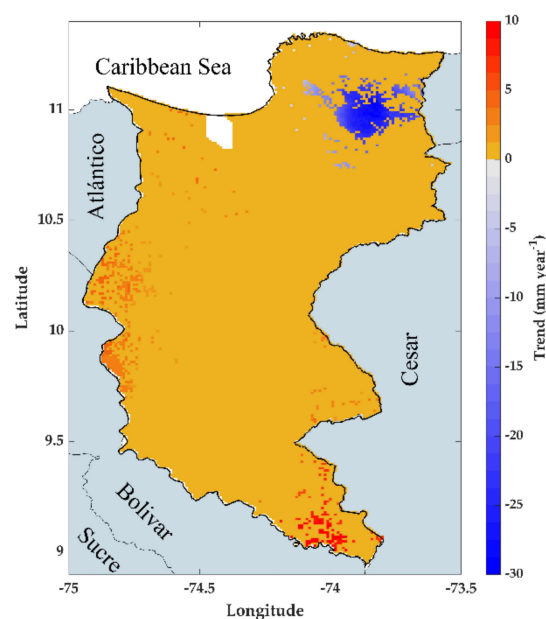 Caribbean Sea
Atlántico
Cesar
Bolivar
Sucre
Latitude
11
10.5
10
9.5
9
-75
-74.5
-74
-73.5
Longitude
10
5
0
-5
-10
-15
-20
-25
-30
Trend (mm year⁻¹)